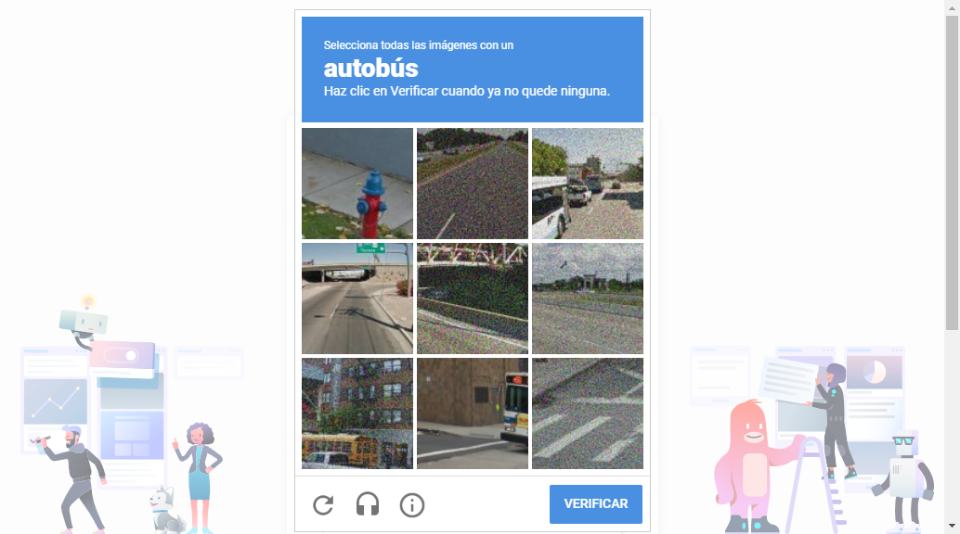 Selecciona todas las imágenes con un
autobús
Haz clic en Verificar cuando ya no quede ninguna.
VERIFICAR